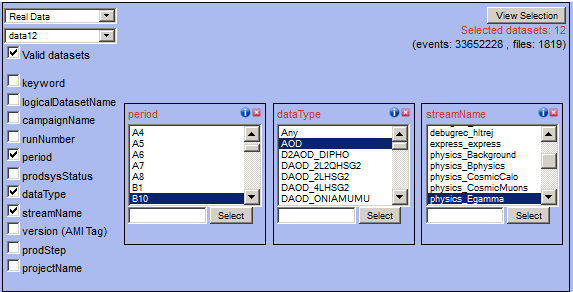 Real Data
View Selection
data12
Selected datasets: 12
(events: 33652228 , files: 1819)
Valid datasets
keyword
logicalDatasetName
campaignName
runNumber
period
prodsysStatus
dataType
streamName
version (AMI Tag)
prodStep
projectName
period
A4
A5
A6
A7
A8
B1
B10
Select
dataType
Any
AOD
D2AOD_DIPHO
DAOD_2L2QHSG2
DAOD_2LHSG2
DAOD_4LHSG2
DAOD_ONIAMUMU
Select
streamName
debugrec_hltrej
express_express
physics_Background
physics_Bphysics
physics_CosmicCalo
physics_CosmicMuons
physics_Egamma
Select